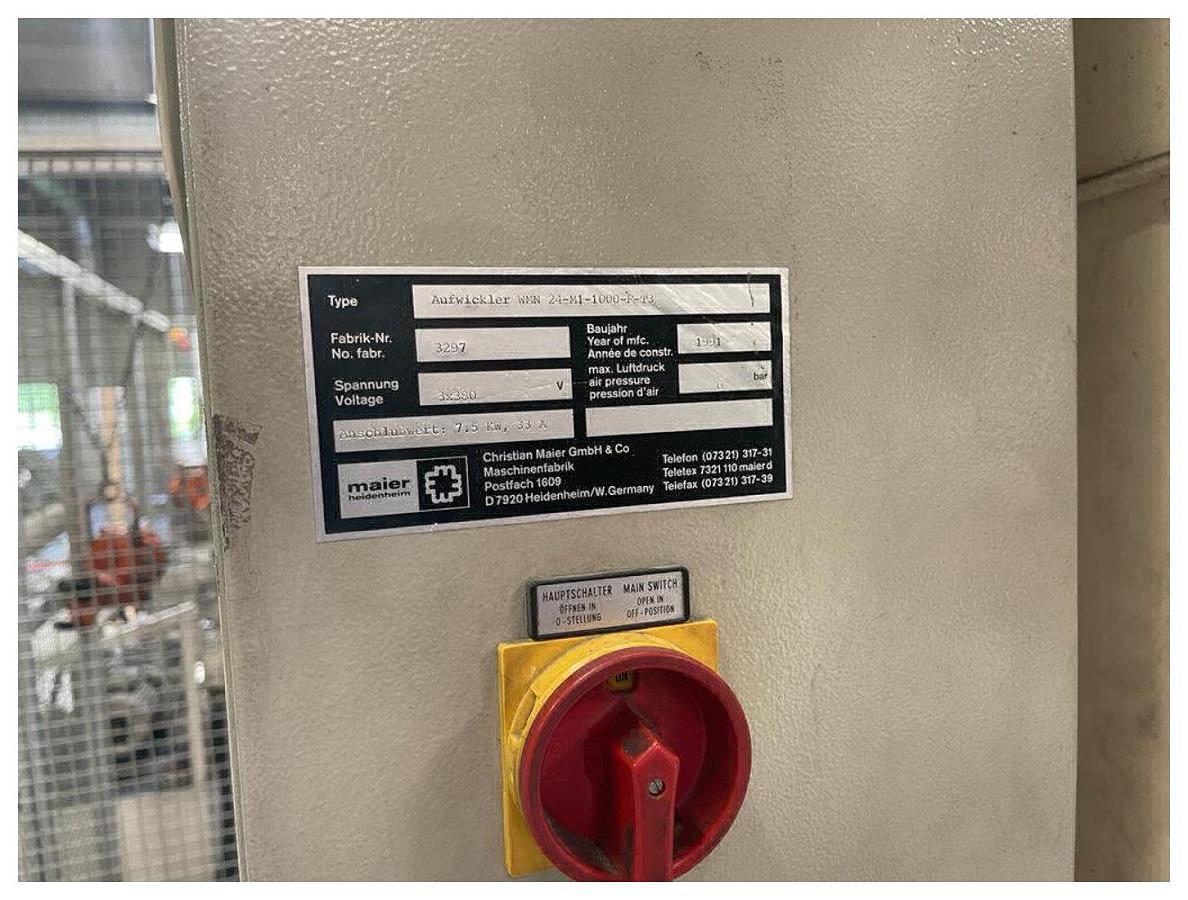 Type Aufwickler WMN 24-M1-1000-F-T3
Fabrik-Nr.
No. fabr. 3297
Baujahr
Year of mfc. 1991
Année de constr.
Spannung
Voltage 3x380 V
max. Luftdruck
air pressure bar
pression d'air
Anschlußwert: 7.5 KW, 33 A
maier
heidenheim
Christian Maier GmbH & Co
Maschinenfabrik
Postfach 1609
D 7920 Heidenheim/W.Germany
Telefon (07321) 317-31
Teletex 7321 110 maier d
Telefax (07321) 317-39
HAUPTSCHALTER
ÖFFNEN IN
0-STELLUNG
MAIN SWITCH
OPEN IN
OFF-POSITION
ON